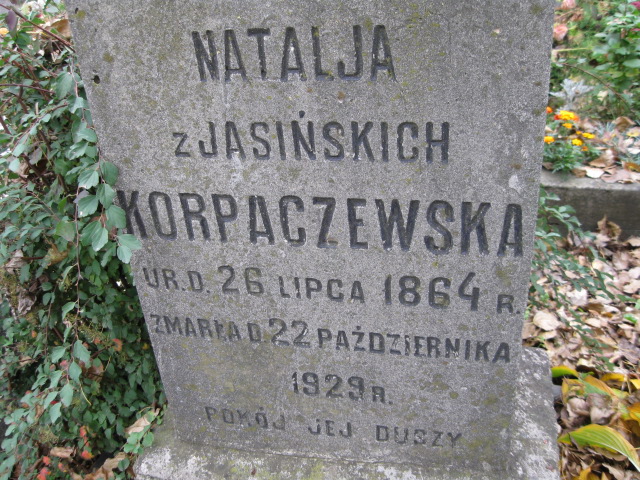 NATALJA
z JASIŃSKICH
KORPACZEWSKA
UR. D. 26 LIPCA 1864 R.
ZMARŁA D. 22 PAŹDZIERNIKA
1929 R.
POKÓJ JEJ DUSZY